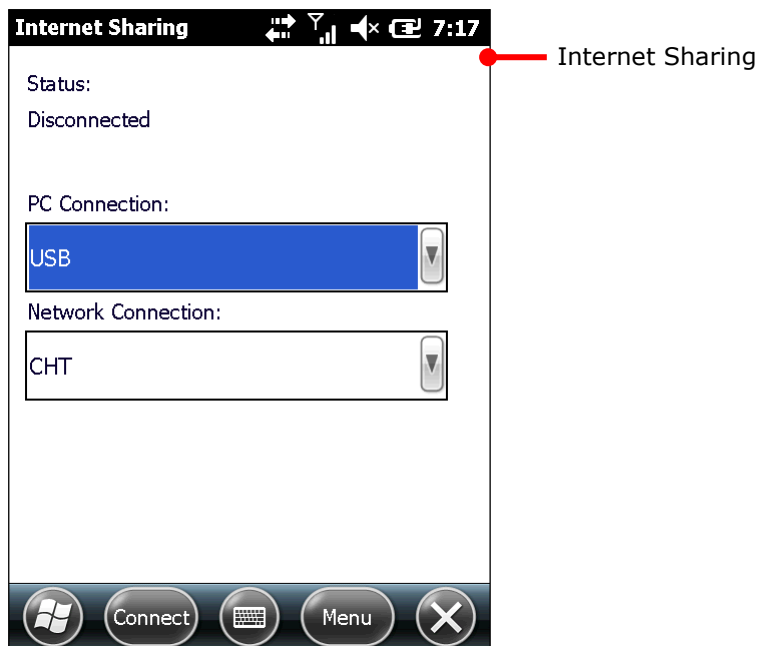 Internet Sharing 7:17
Internet Sharing
Status:
Disconnected
PC Connection:
USB
Network Connection:
CHT
Connect Menu